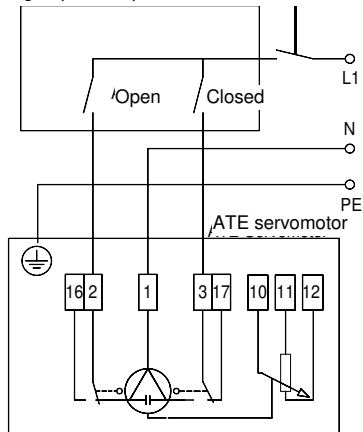 Open Closed
L1
N
PE
ATE servomotor
16 2 1 3 17 10 11 12